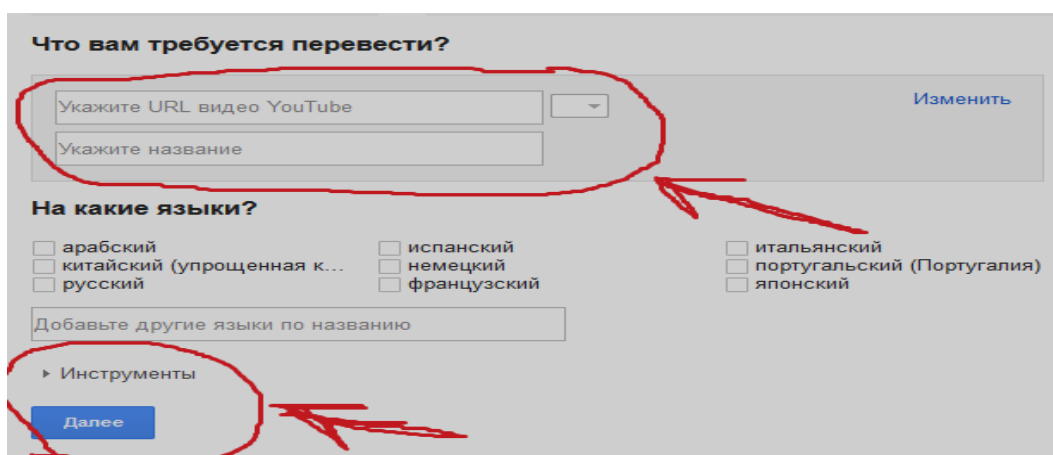 Что вам требуется перевести?
Укажите URL видео YouTube
Изменить
Укажите название
На какие языки?
арабский испанский итальянский
китайский (упрощенная к... немецкий португальский (Португалия)
русский французский японский
Добавьте другие языки по названию
Инструменты
Далее